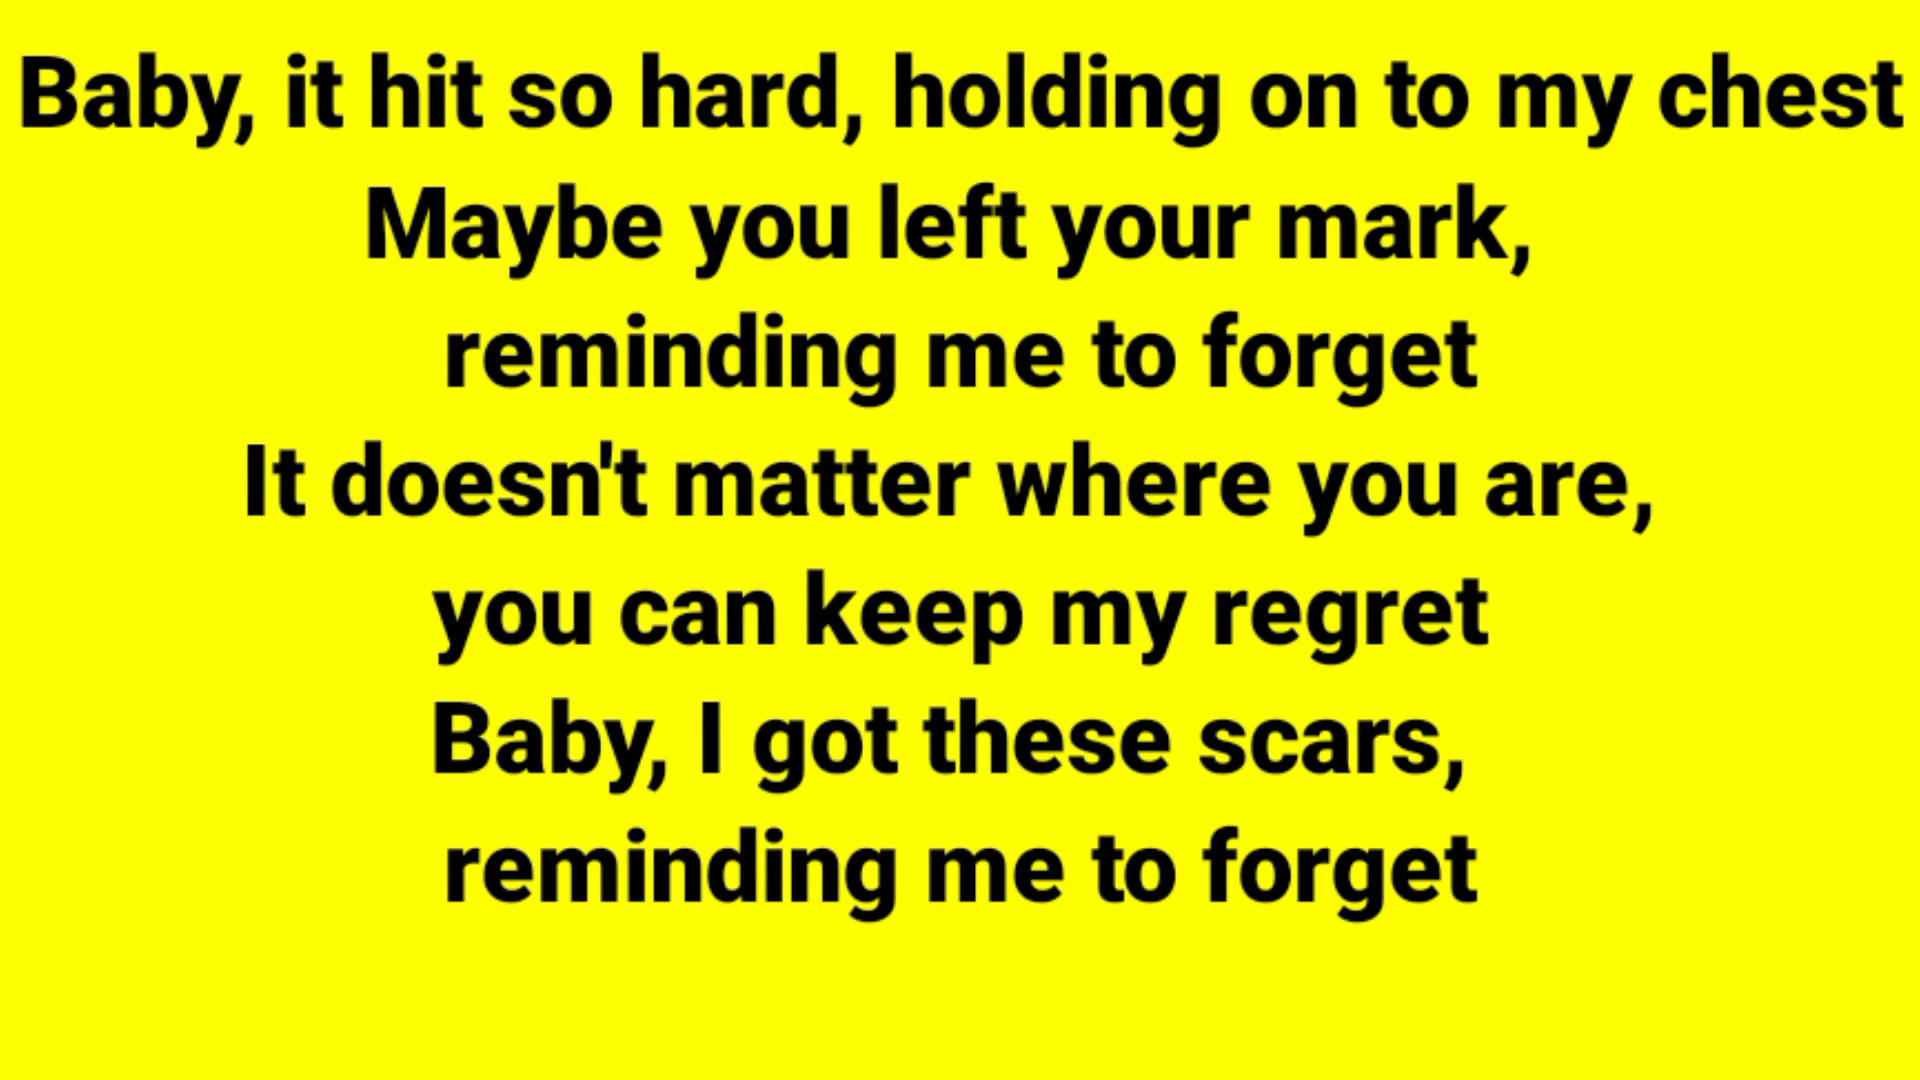 Baby, it hit so hard, holding on to my chest
Maybe you left your mark,
reminding me to forget
It doesn't matter where you are,
you can keep my regret
Baby, I got these scars,
reminding me to forget